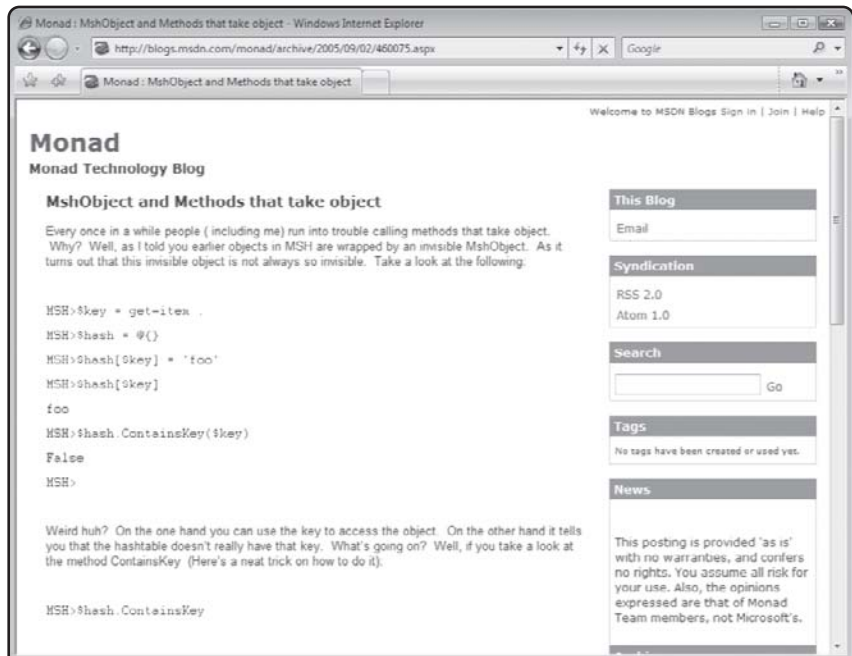 Monad : MshObject and Methods that take object - Windows Internet Explorer
http://blogs.msdn.com/monad/archive/2005/09/02/460075.aspx
Google
Monad : MshObject and Methods that take object
Welcome to MSDN Blogs Sign In | Join | Help
Monad
Monad Technology Blog
MshObject and Methods that take object
Every once in a while people ( including me) run into trouble calling methods that take object.
Why? Well, as I told you earlier objects in MSH are wrapped by an invisible MshObject. As it
turns out that this invisible object is not always so invisible. Take a look at the following:
MSH>$key = get-item .
MSH>$hash = @{}
MSH>$hash[$key] = 'foo'
MSH>$hash[$key]
foo
MSH>$hash.ContainsKey($key)
False
MSH>
Weird huh? On the one hand you can use the key to access the object. On the other hand it tells
you that the hashtable doesn't really have that key. What's going on? Well, if you take a look at
the method ContainsKey (Here's a neat trick on how to do it):
MSH>$hash.ContainsKey
This Blog
Email
Syndication
RSS 2.0
Atom 1.0
Search
Go
Tags
No tags have been created or used yet.
News
This posting is provided 'as is'
with no warranties, and confers
no rights. You assume all risk for
your use. Also, the opinions
expressed are that of Monad
Team members, not Microsoft's.